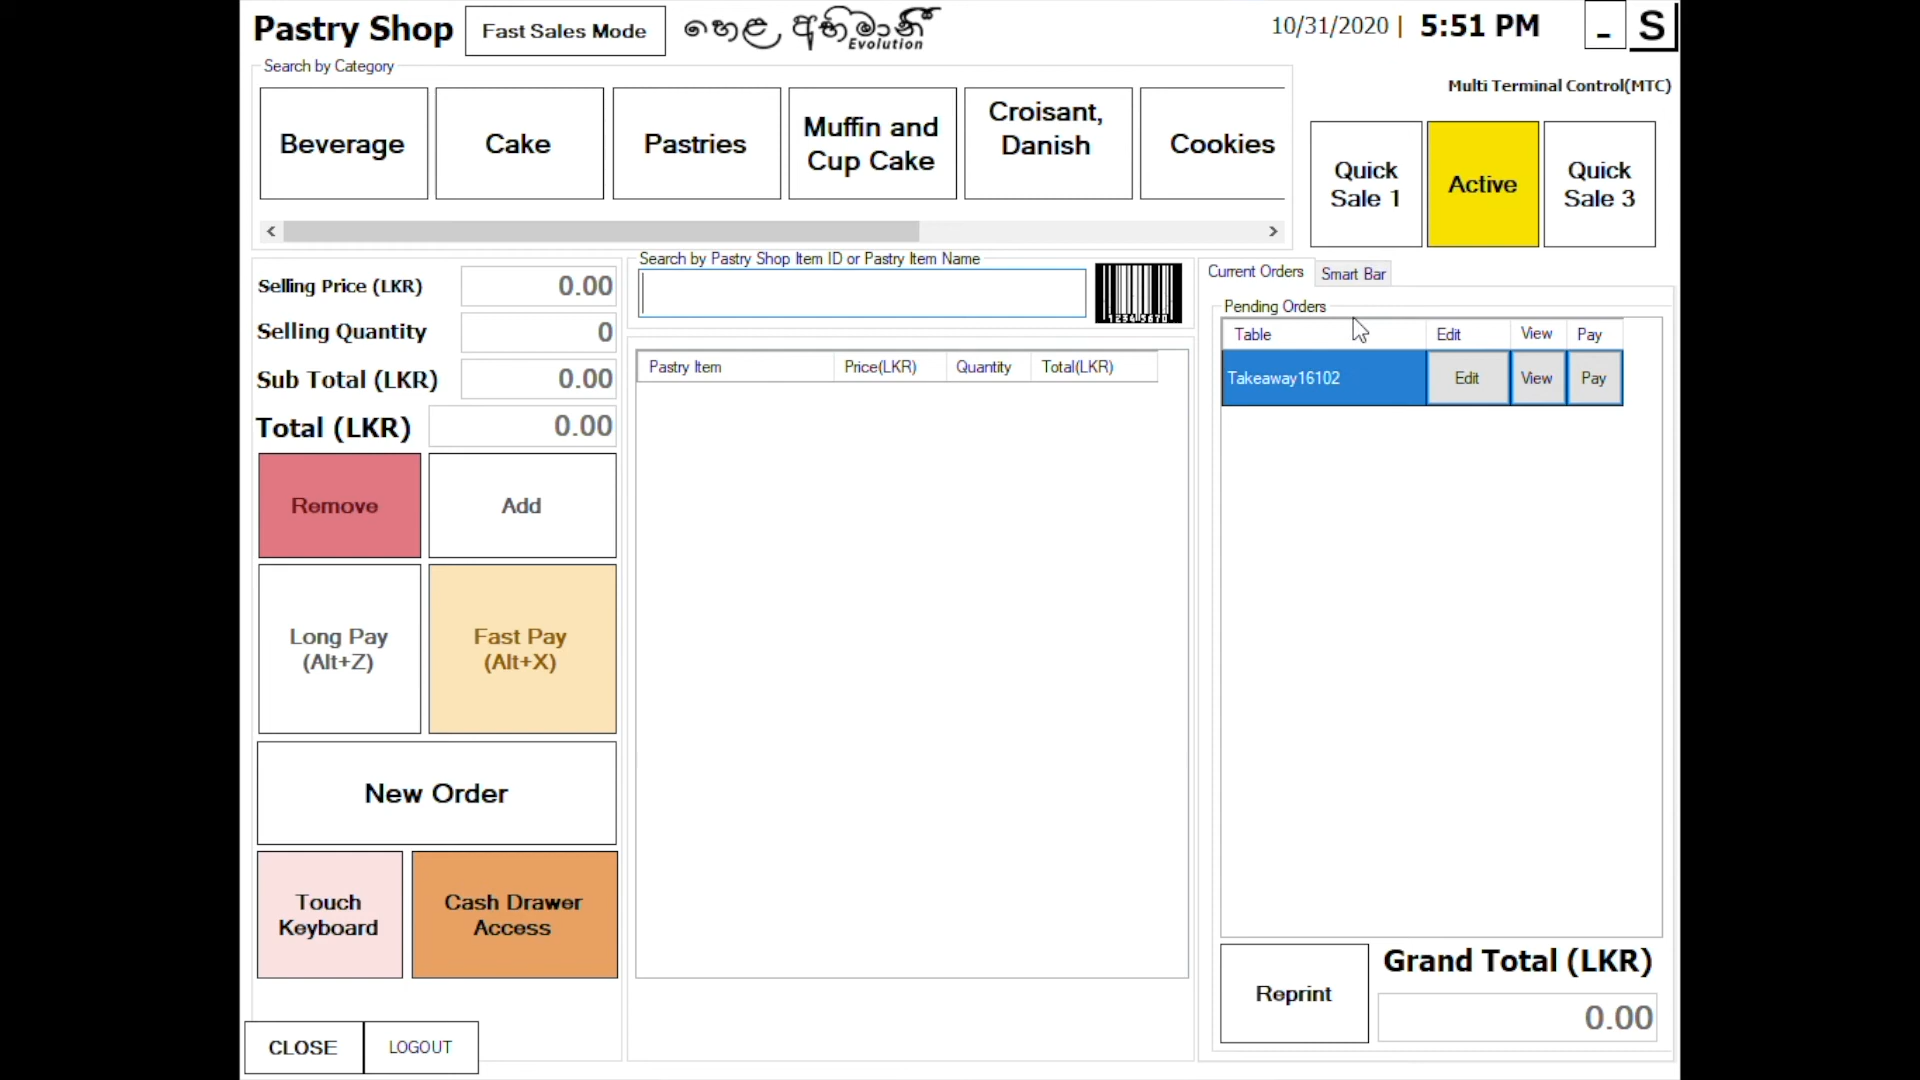 Pastry Shop
Fast Sales Mode
හෙළ අභිමානී
Evolution
10/31/2020 | 5:51 PM
_
S
Search by Category
Multi Terminal Control(MTC)
Beverage
Cake
Pastries
Muffin and
Cup Cake
Croisant,
Danish
Cookies
Quick
Sale 1
Active
Quick
Sale 3
Selling Price (LKR) 0.00
Selling Quantity 0
Sub Total (LKR) 0.00
Total (LKR) 0.00
Search by Pastry Shop Item ID or Pastry Item Name
12345670
Pastry Item Price(LKR) Quantity Total(LKR)
Current Orders Smart Bar
Pending Orders
Table Edit View Pay
Takeaway16102 Edit View Pay
Remove
Add
Long Pay
(Alt+Z)
Fast Pay
(Alt+X)
New Order
Touch
Keyboard
Cash Drawer
Access
Reprint
Grand Total (LKR)
0.00
CLOSE
LOGOUT